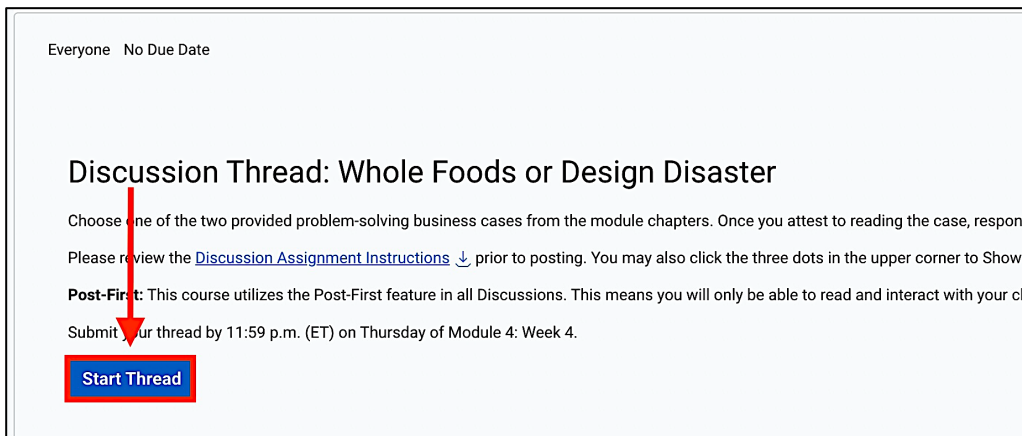 Everyone No Due Date
Discussion Thread: Whole Foods or Design Disaster
Choose one of the two provided problem-solving business cases from the module chapters. Once you attest to reading the case, respon
Please review the Discussion Assignment Instructions prior to posting. You may also click the three dots in the upper corner to Show
Post-First: This course utilizes the Post-First feature in all Discussions. This means you will only be able to read and interact with your cl
Submit your thread by 11:59 p.m. (ET) on Thursday of Module 4: Week 4.
Start Thread